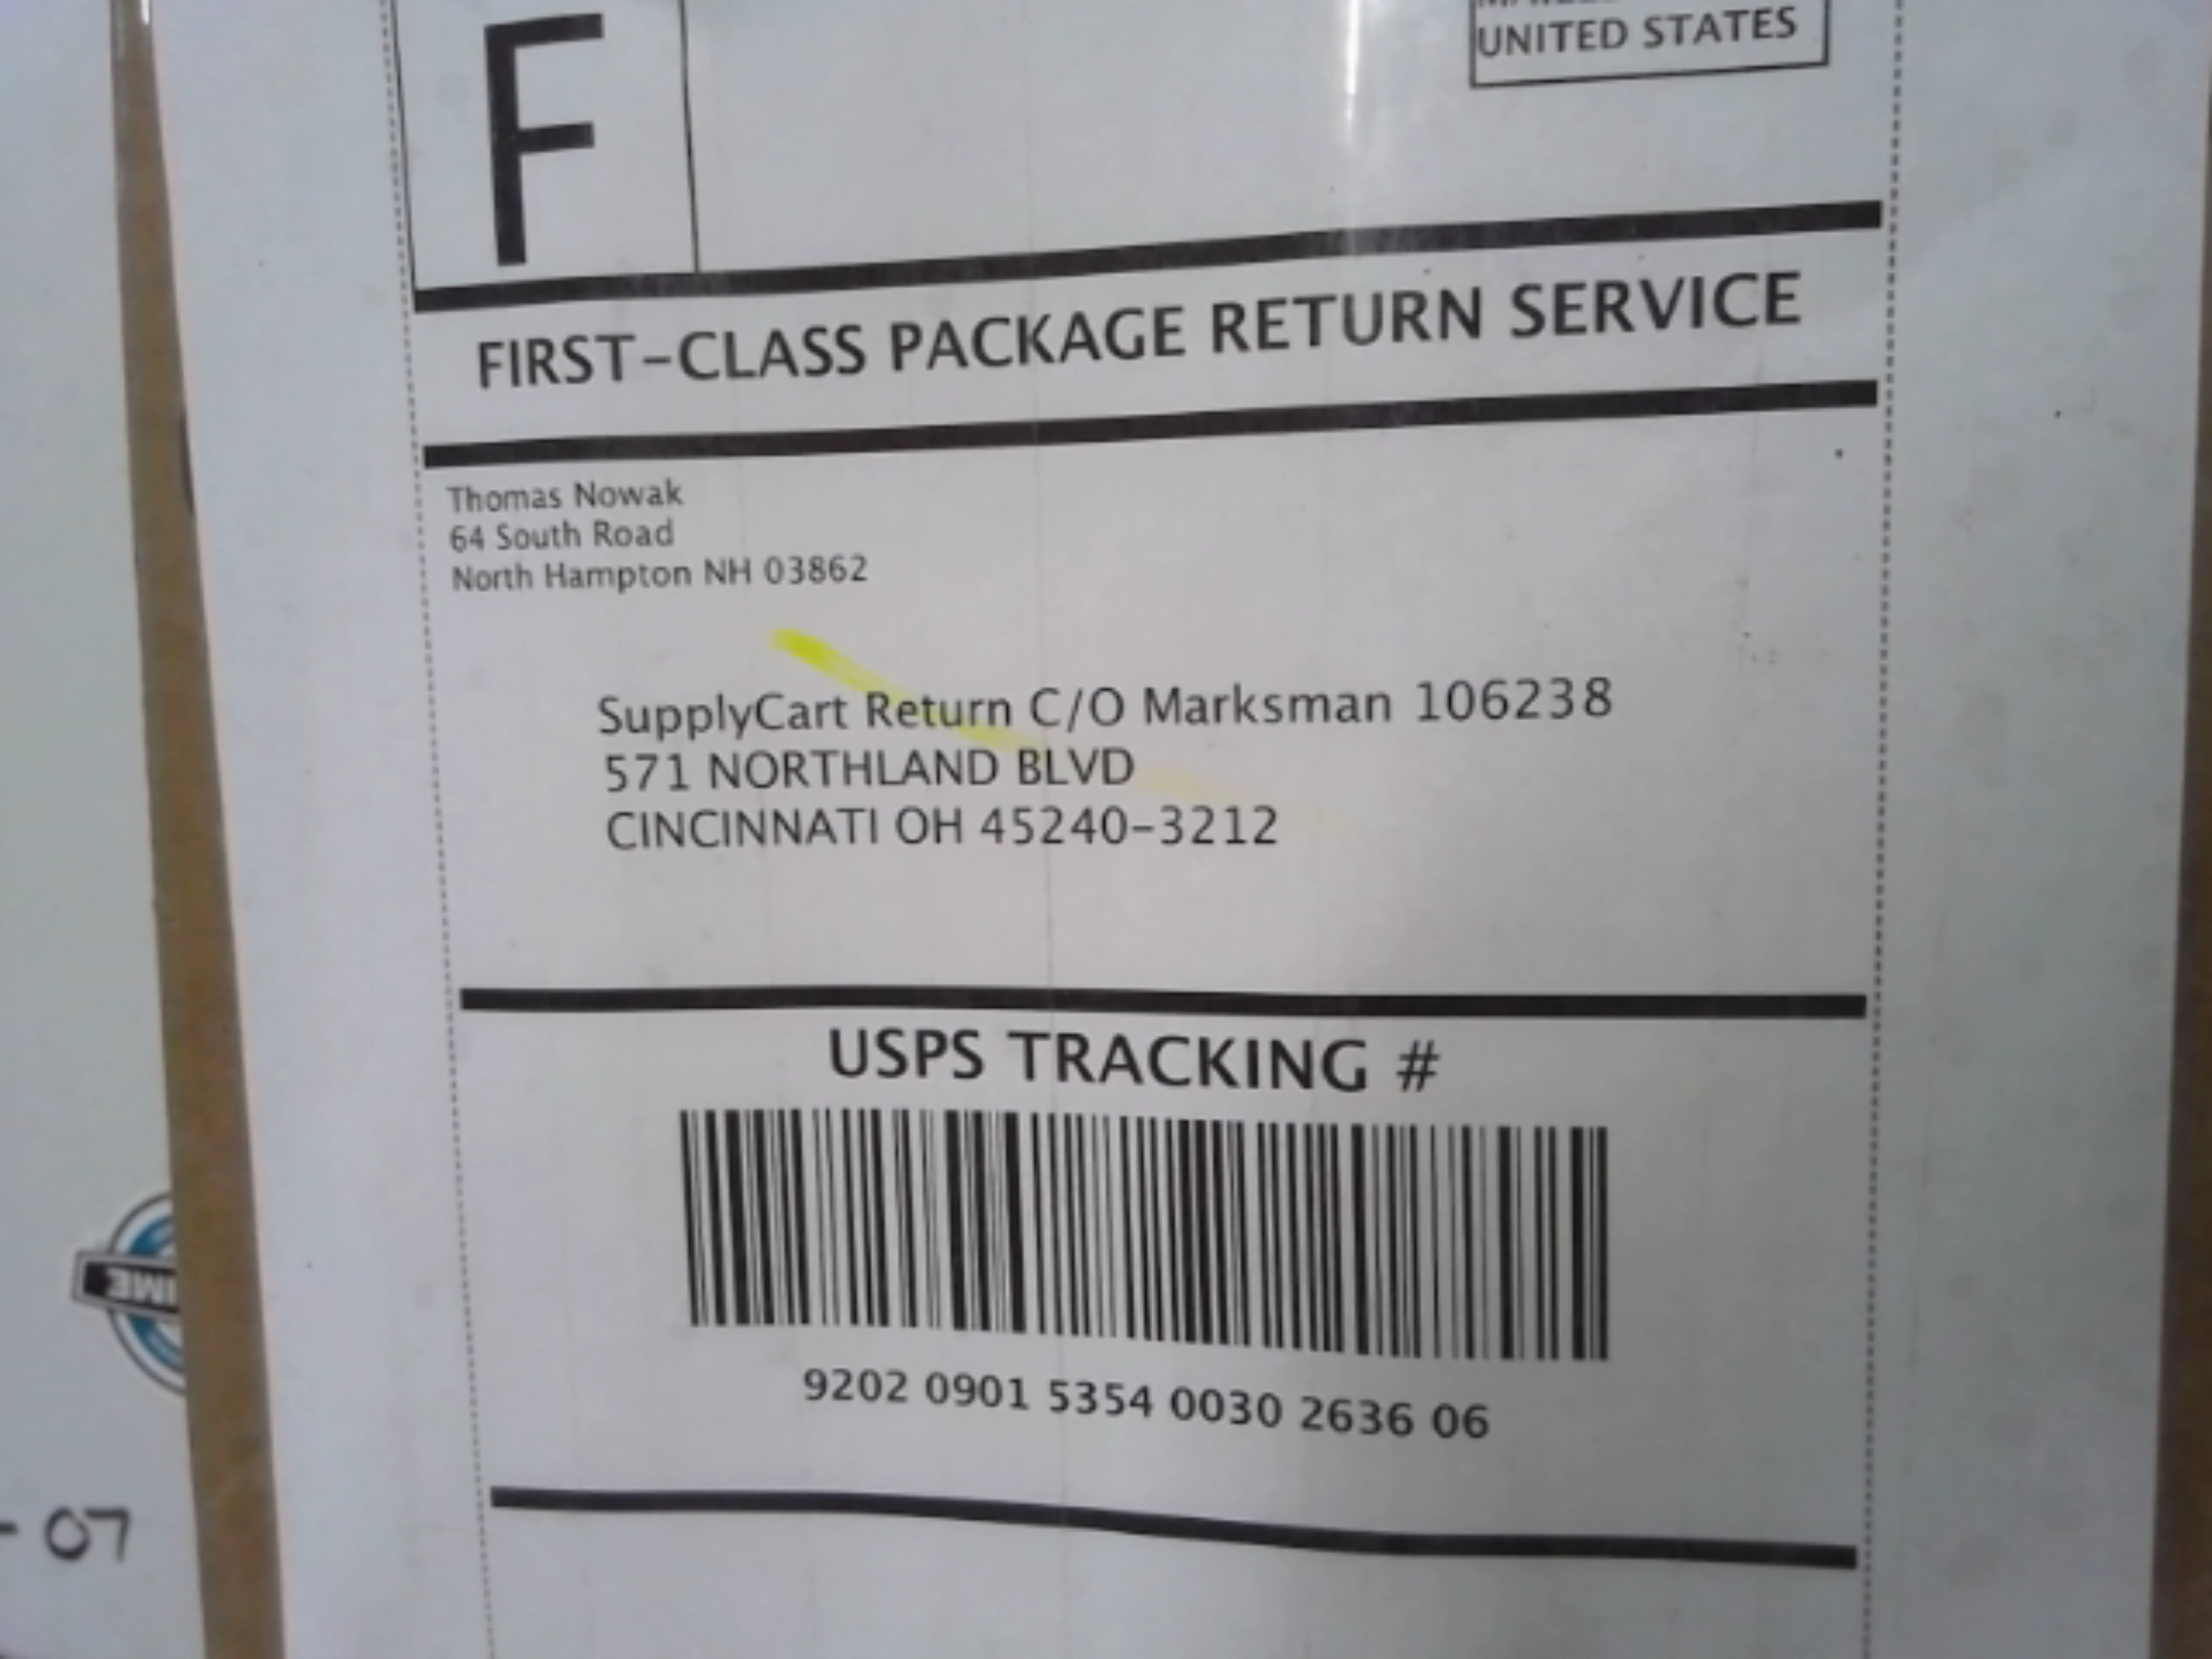 F
UNITED STATES
FIRST-CLASS PACKAGE RETURN SERVICE
Thomas Nowak
64 South Road
North Hampton NH 03862
SupplyCart Return C/O Marksman 106238
571 NORTHLAND BLVD
CINCINNATI OH 45240-3212
USPS TRACKING #
9202 0901 5354 0030 2636 06
- 07